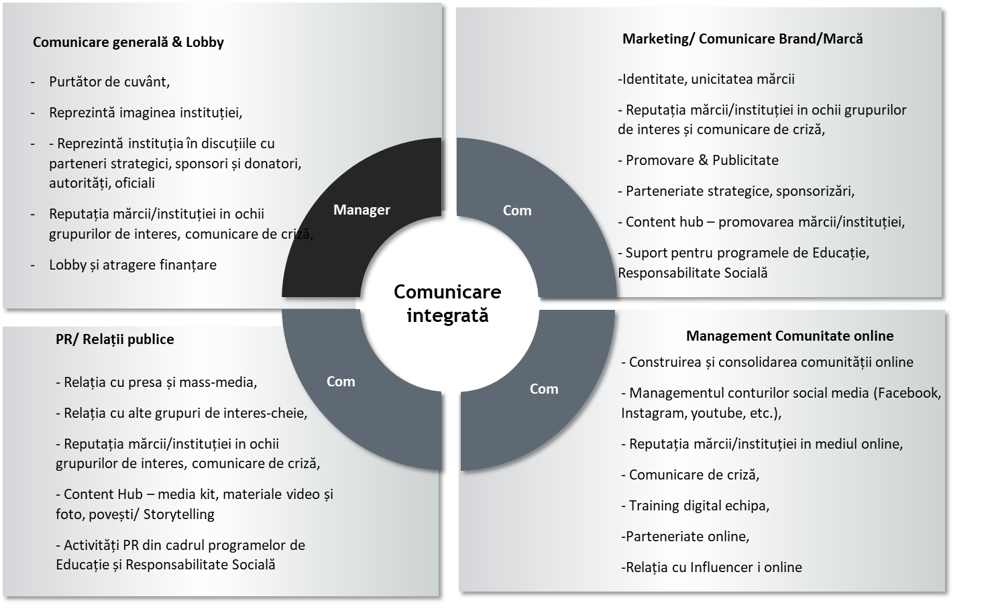 Comunicare generală & Lobby
- Purtător de cuvânt,
- Reprezintă imaginea instituției,
- - Reprezintă instituția în discuțiile cu
parteneri strategici, sponsori și donatori,
autorități, oficiali
- Reputația mărcii/instituției in ochii
grupurilor de interes, comunicare de criză,
- Lobby și atragere finanțare
Manager
Marketing/ Comunicare Brand/Marcă
-Identitate, unicitatea mărcii
- Reputația mărcii/instituției in ochii grupurilor
de interes și comunicare de criză,
- Promovare & Publicitate
- Parteneriate strategice, sponsorizări,
- Content hub – promovarea mărcii/instituției,
- Suport pentru programele de Educație,
Responsabilitate Socială
Com
Comunicare
integrată
PR/ Relații publice
- Relația cu presa și mass-media,
- Relația cu alte grupuri de interes-cheie,
- Reputația mărcii/instituției in ochii
grupurilor de interes, comunicare de criză,
- Content Hub – media kit, materiale video și
foto, povești/ Storytelling
- Activități PR din cadrul programelor de
Educație și Responsabilitate Socială
Com
Management Comunitate online
- Construirea și consolidarea comunității online
- Managementul conturilor social media (Facebook,
Instagram, youtube, etc.),
- Reputația mărcii/instituției in mediul online,
- Comunicare de criză,
- Training digital echipa,
-Parteneriate online,
-Relația cu Influencer i online
Com